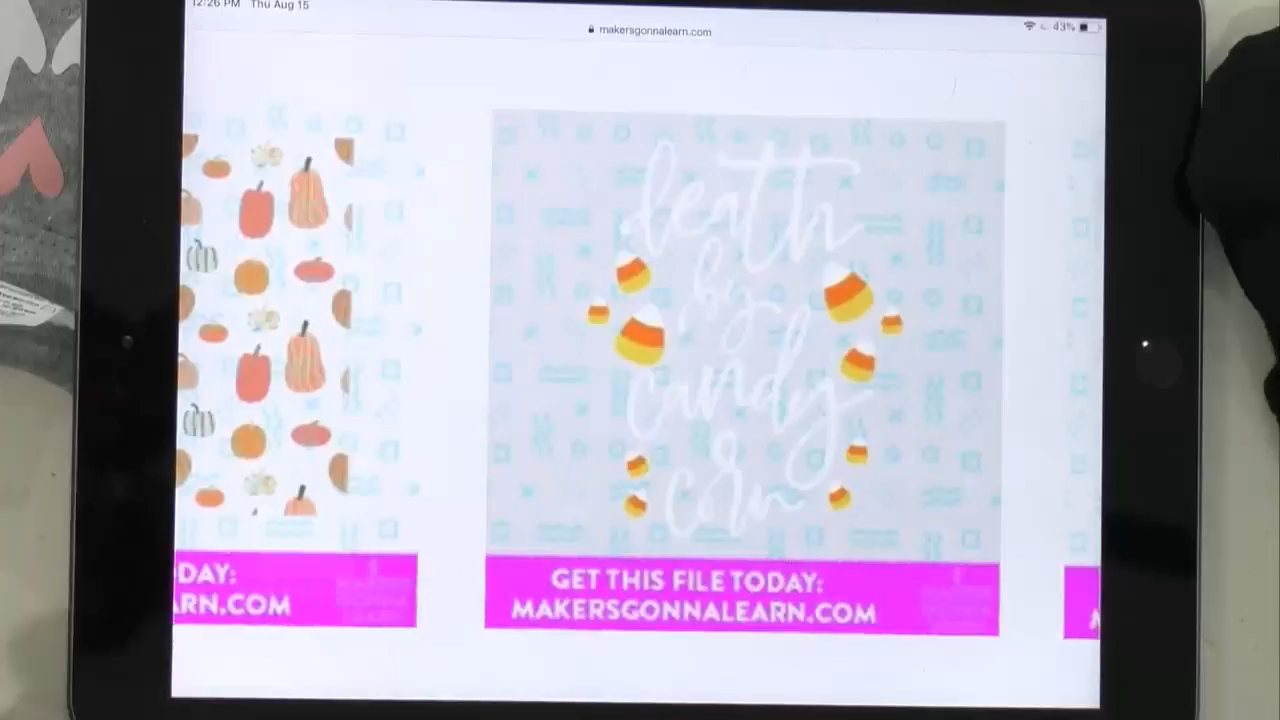 12:26 PM Thu Aug 15
makersgonnalearn.com
43%
death
by
candy
corn
DAY:
ARN.COM
GET THIS FILE TODAY:
MAKERSGONNALEARN.COM